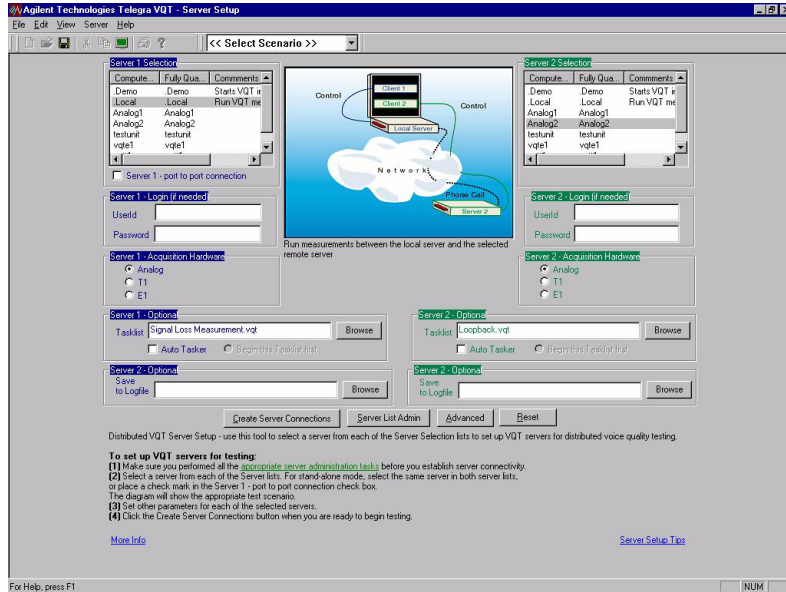 Agilent Technologies Telegra VQT - Server Setup
File Edit View Server Help
<< Select Scenario >>
Server 1 Selection
Compute... Fully Qua... Commments
.Demo .Demo Starts VQT ir
.Local .Local Run VQT me
Analog1 Analog1
Analog2 Analog2
testunit testunit
vqte1 vqte1
Server 1 - port to port connection
Control
Client 1
Client 2
Control
Local Server
Network
Phone Call
Server 2
Run measurements between the local server and the selected
remote server
Server 2 Selection
Compute... Fully Qua... Commments
.Demo .Demo Starts VQT ir
.Local .Local Run VQT me
Analog1 Analog1
Analog2 Analog2
testunit testunit
vqte1 vqte1
Server 1 - Login (if needed)
UserId
Password
Server 2 - Login (if needed)
UserId
Password
Server 1 - Acquisition Hardware
Analog
T1
E1
Server 2 - Acquisition Hardware
Analog
T1
E1
Server 1 - Optional
Tasklist Signal Loss Measurement.vqt Browse
Auto Tasker Begin this Tasklist first
Server 2 - Optional
Tasklist Loopback.vqt Browse
Auto Tasker Begin this Tasklist first
Server 2 - Optional
Save
to Logfile Browse
Server 2 - Optional
Save
to Logfile Browse
Create Server Connections Server List Admin Advanced Reset
Distributed VQT Server Setup - use this tool to select a server from each of the Server Selection lists to set up VQT servers for distributed voice quality testing.
To set up VQT servers for testing:
(1) Make sure you performed all the appropriate server administration tasks before you establish server connectivity.
(2) Select a server from each of the Server lists. For stand-alone mode, select the same server in both server lists,
or place a check mark in the Server 1 - port to port connection check box.
The diagram will show the appropriate test scenario.
(3) Set other parameters for each of the selected servers.
(4) Click the Create Server Connections button when you are ready to begin testing.
More Info Server Setup Tips
For Help, press F1 NUM